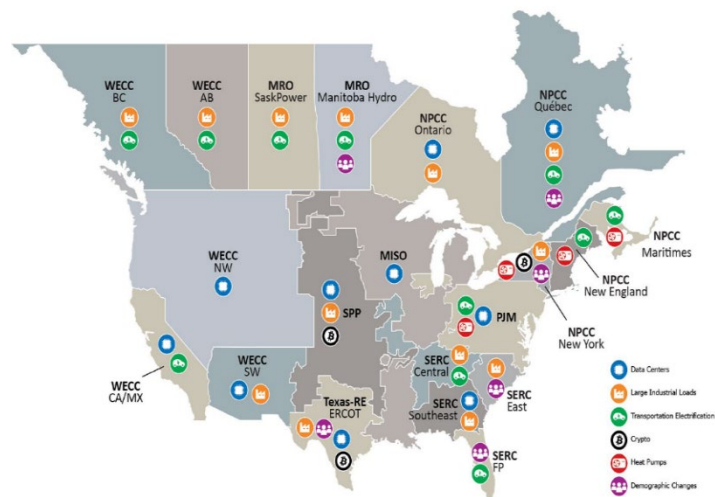 WECC
BC
WECC
AB
MRO
SaskPower
MRO
Manitoba Hydro
NPCC
Ontario
NPCC
Québec
NPCC
Maritimes
NPCC
New England
NPCC
New York
WECC
NW
MISO
SPP
PJM
WECC
CA/MX
WECC
SW
SERC
Central
SERC
East
Texas-RE
ERCOT
SERC
Southeast
SERC
FP
Data Centers
Large Industrial Loads
Transportation Electrification
Crypto
Heat Pumps
Demographic Changes